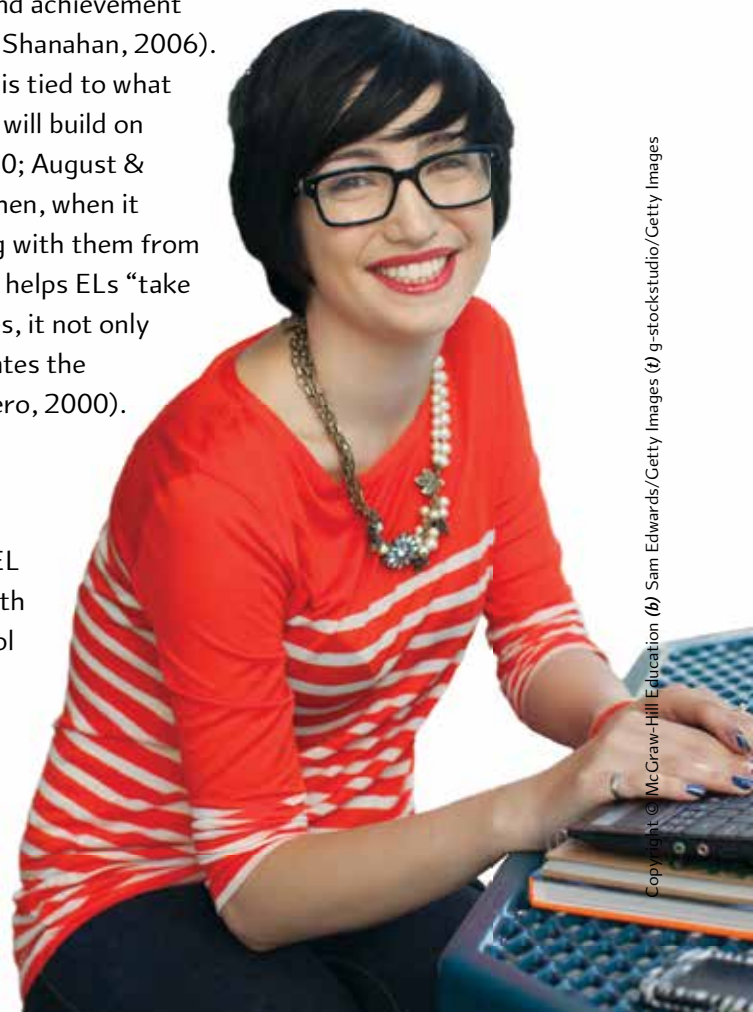 nd achievement
Shanahan, 2006).
is tied to what
will build on
0; August &
hen, when it
g with them from
helps ELs “take
s, it not only
ates the
ero, 2000).
EL
th
ol
Copyright © McGraw-Hill Education (b) Sam Edwards/Getty Images (t) g-stockstudio/Getty Images